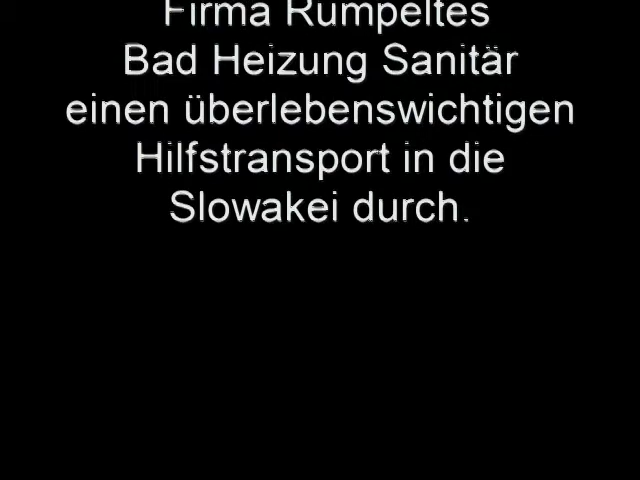 Firma Rumpeltes
Bad Heizung Sanitär
einen überlebenswichtigen
Hilfstransport in die
Slowakei durch.